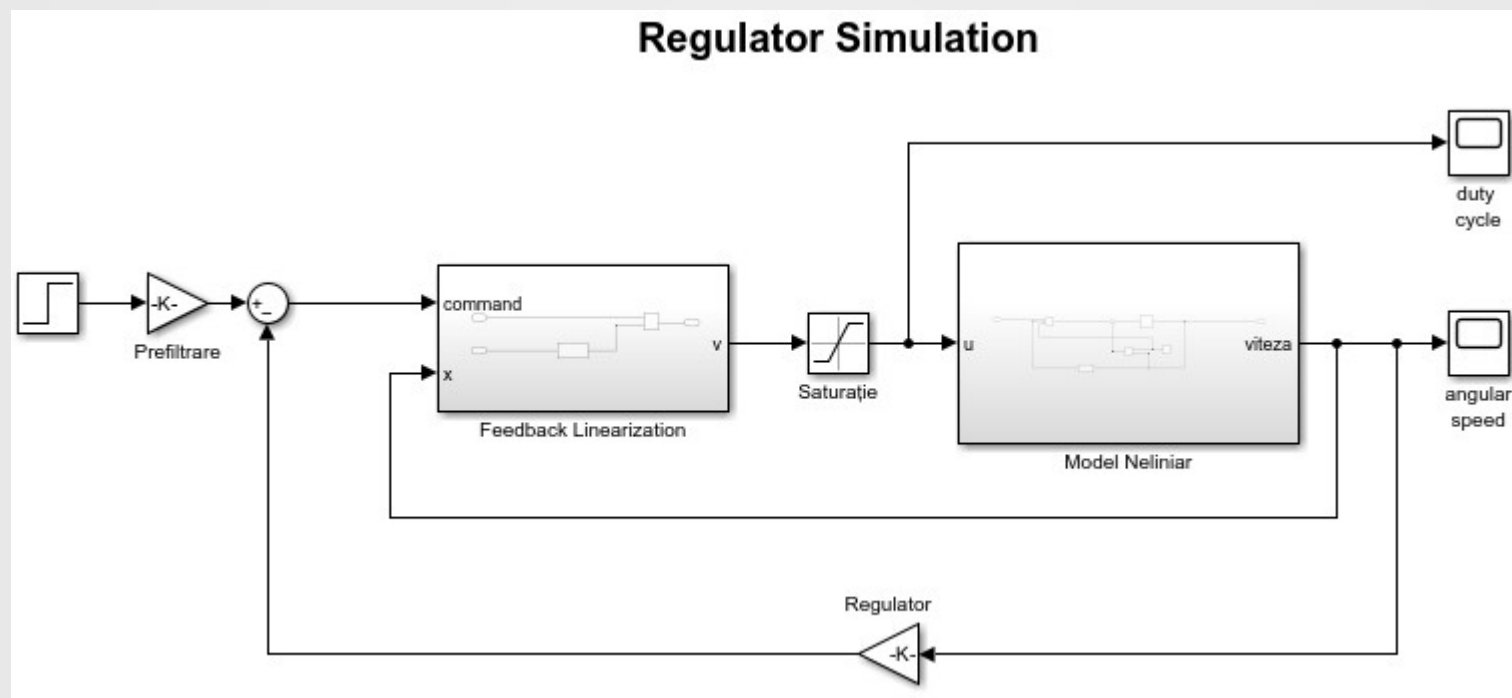 Regulator Simulation
duty
cycle
-K-
Prefiltrare
+
_
command
x
v
Feedback Linearization
Saturație
u
viteza
Model Neliniar
angular
speed
Regulator
-K-